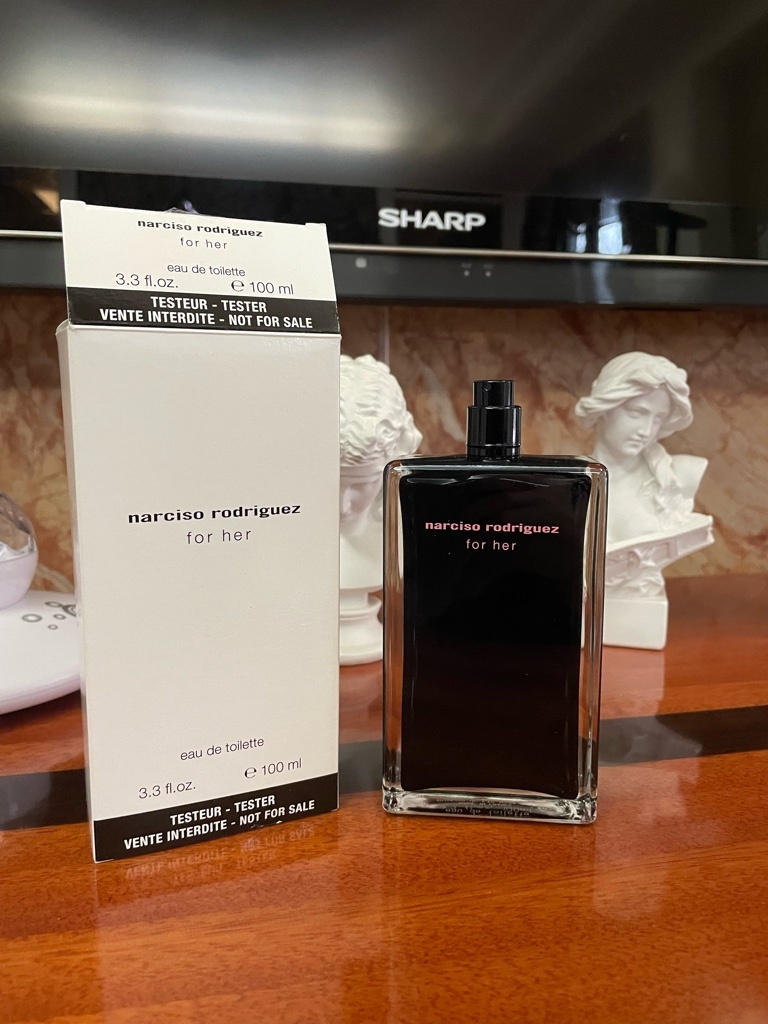 SHARP
narciso rodriguez
for her
eau de toilette
3.3 fl.oz. ℮ 100 ml
TESTEUR - TESTER
VENTE INTERDITE - NOT FOR SALE
narciso rodriguez
for her
eau de toilette
3.3 fl.oz. ℮ 100 ml
TESTEUR - TESTER
VENTE INTERDITE - NOT FOR SALE
narciso rodriguez
for her